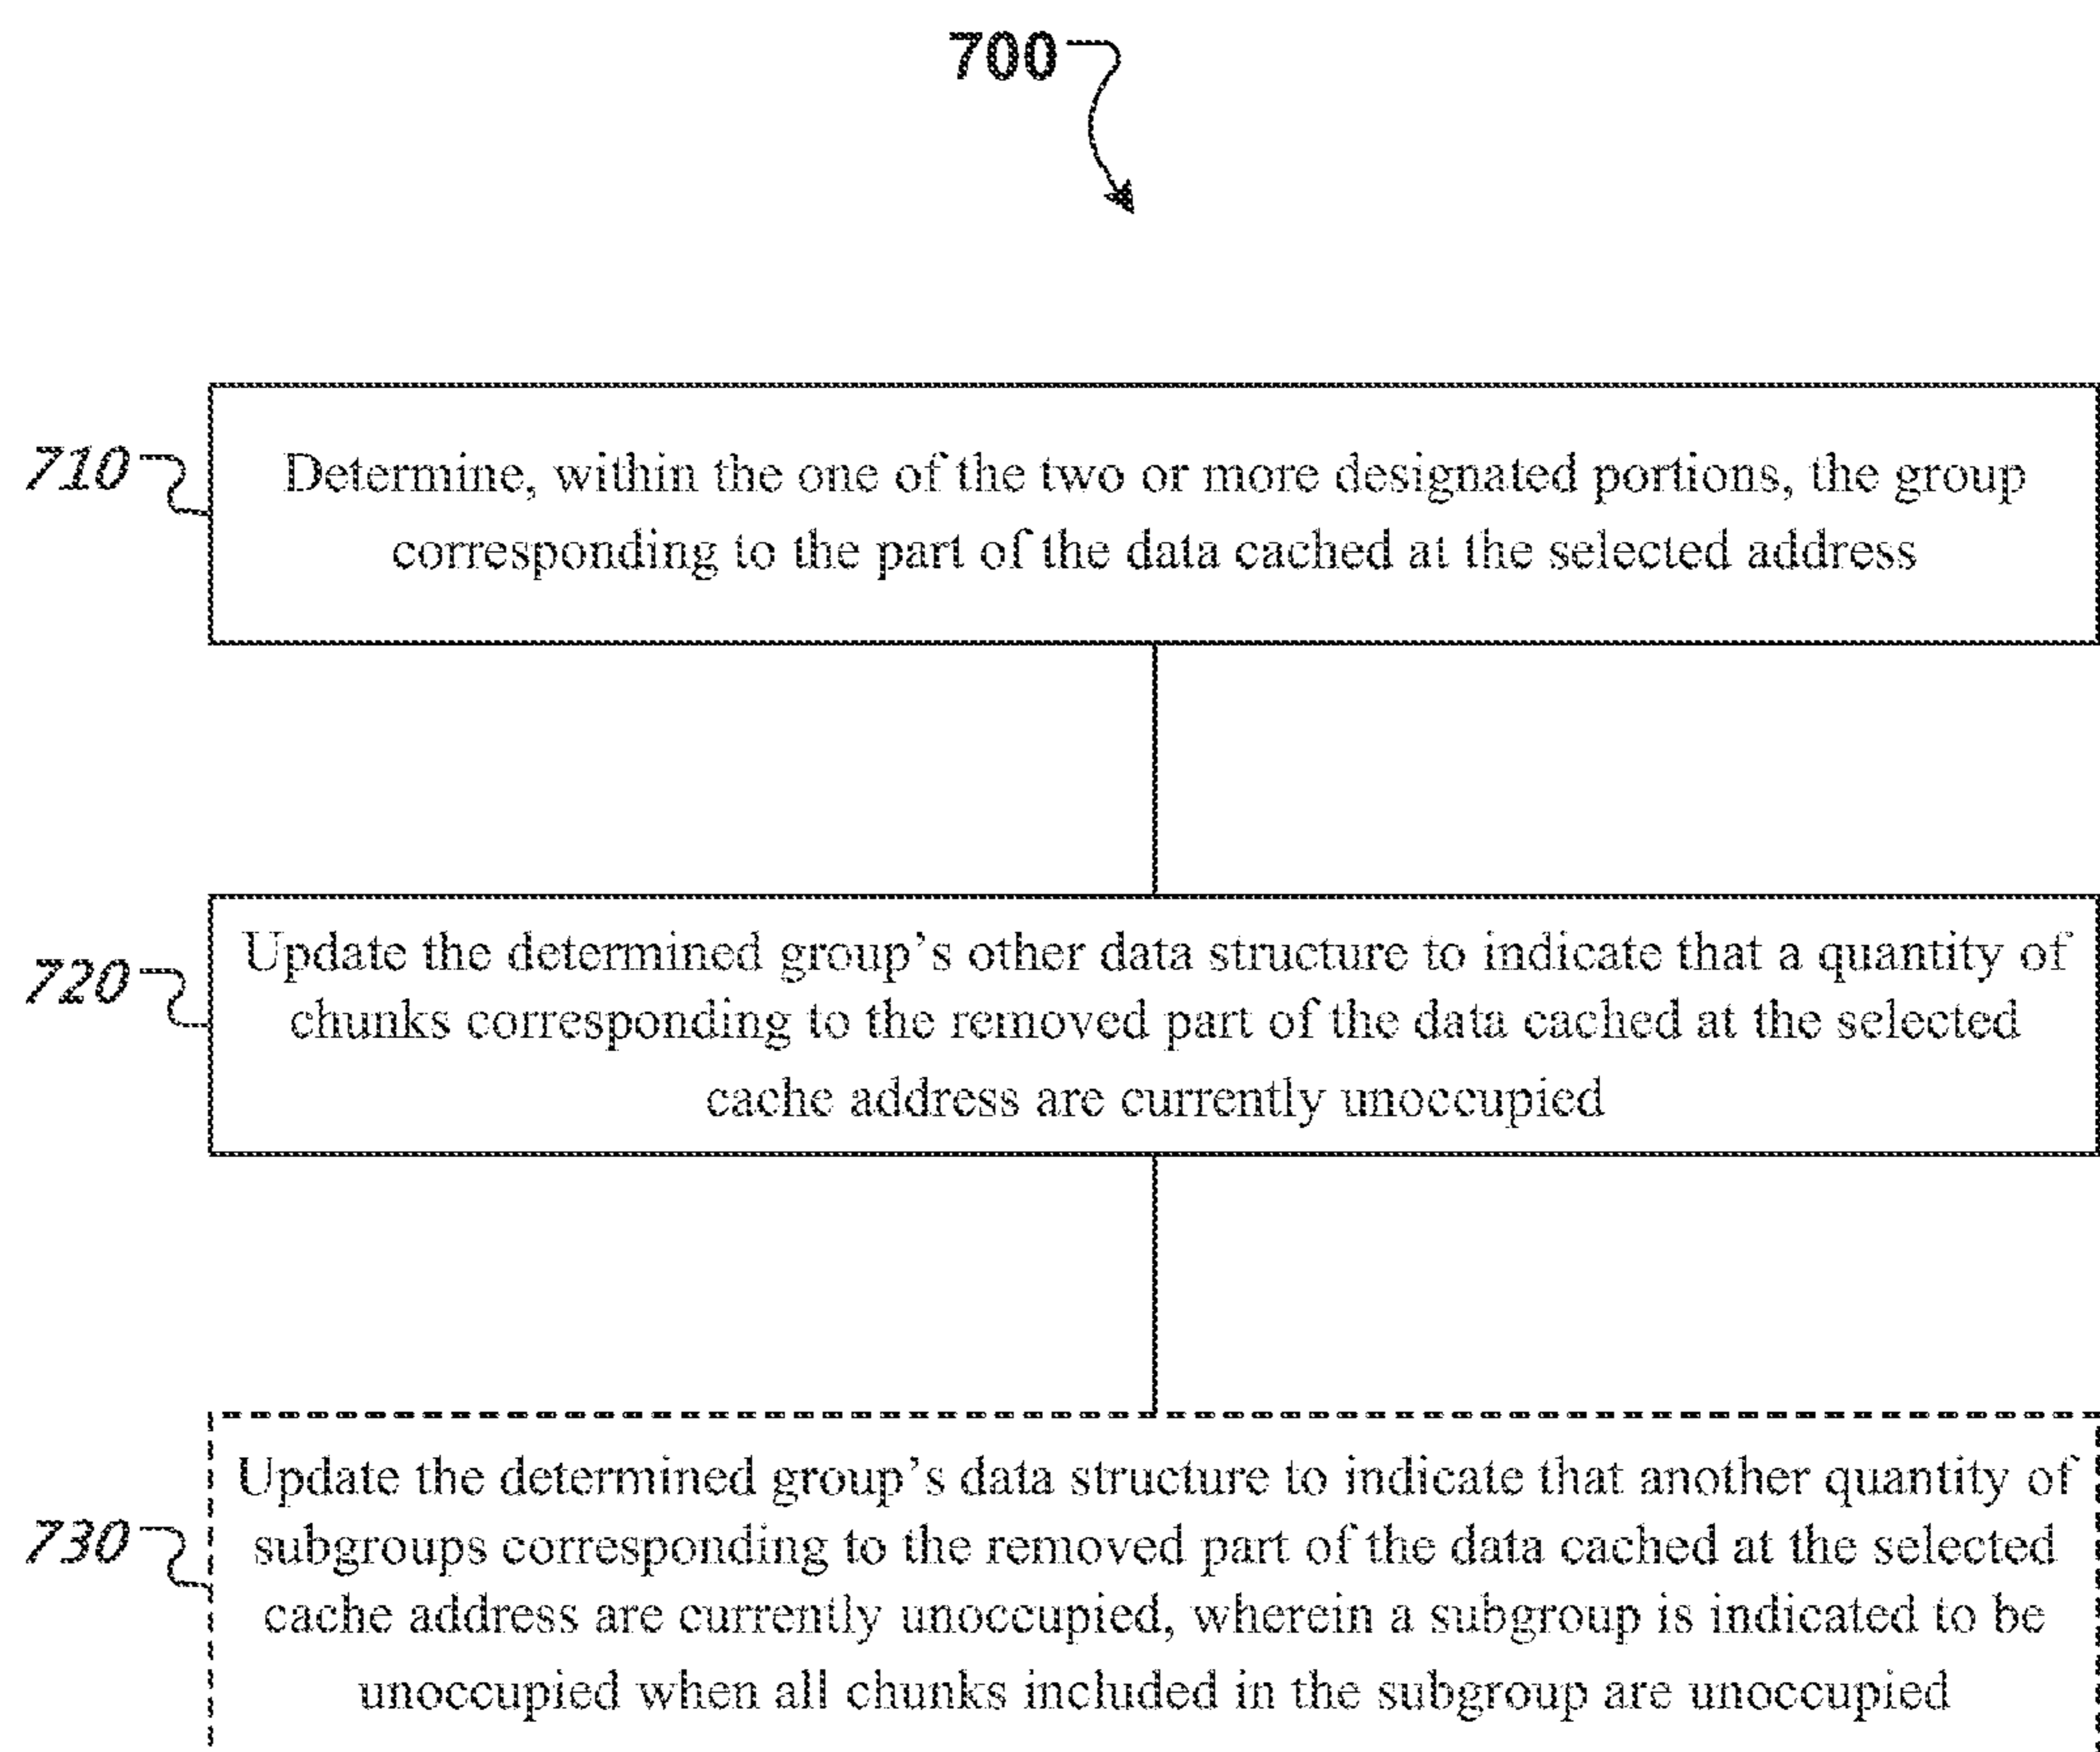 700
710
Determine, within the one of the two or more designated portions, the group
corresponding to the part of the data cached at the selected address
720
Update the determined group's other data structure to indicate that a quantity of
chunks corresponding to the removed part of the data cached at the selected
cache address are currently unoccupied
730
Update the determined group's data structure to indicate that another quantity of
subgroups corresponding to the removed part of the data cached at the selected
cache address are currently unoccupied, wherein a subgroup is indicated to be
unoccupied when all chunks included in the subgroup are unoccupied